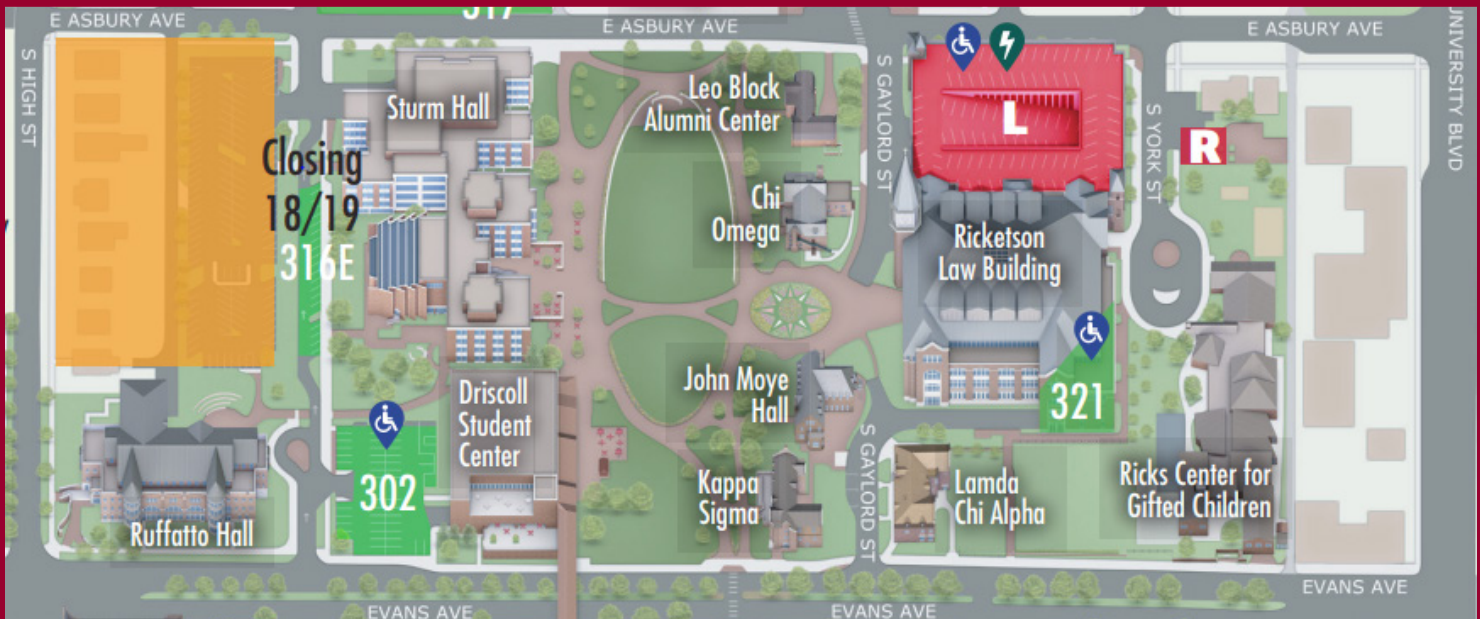 317
E ASBURY AVE
E ASBURY AVE
E ASBURY AVE
S HIGH ST
Sturm Hall
Leo Block
Alumni Center
S GAYLORD ST
L
S YORK ST
R
UNIVERSITY BLVD
Closing
18/19
316E
E
Chi
Omega
Ricketson
Law Building
Driscoll
Student
Center
John Moye
Hall
321
302
Kappa
Sigma
S GAYLORD ST
Lamda
Chi Alpha
Ricks Center for
Gifted Children
Ruffatto Hall
EVANS AVE
EVANS AVE
EVANS AVE